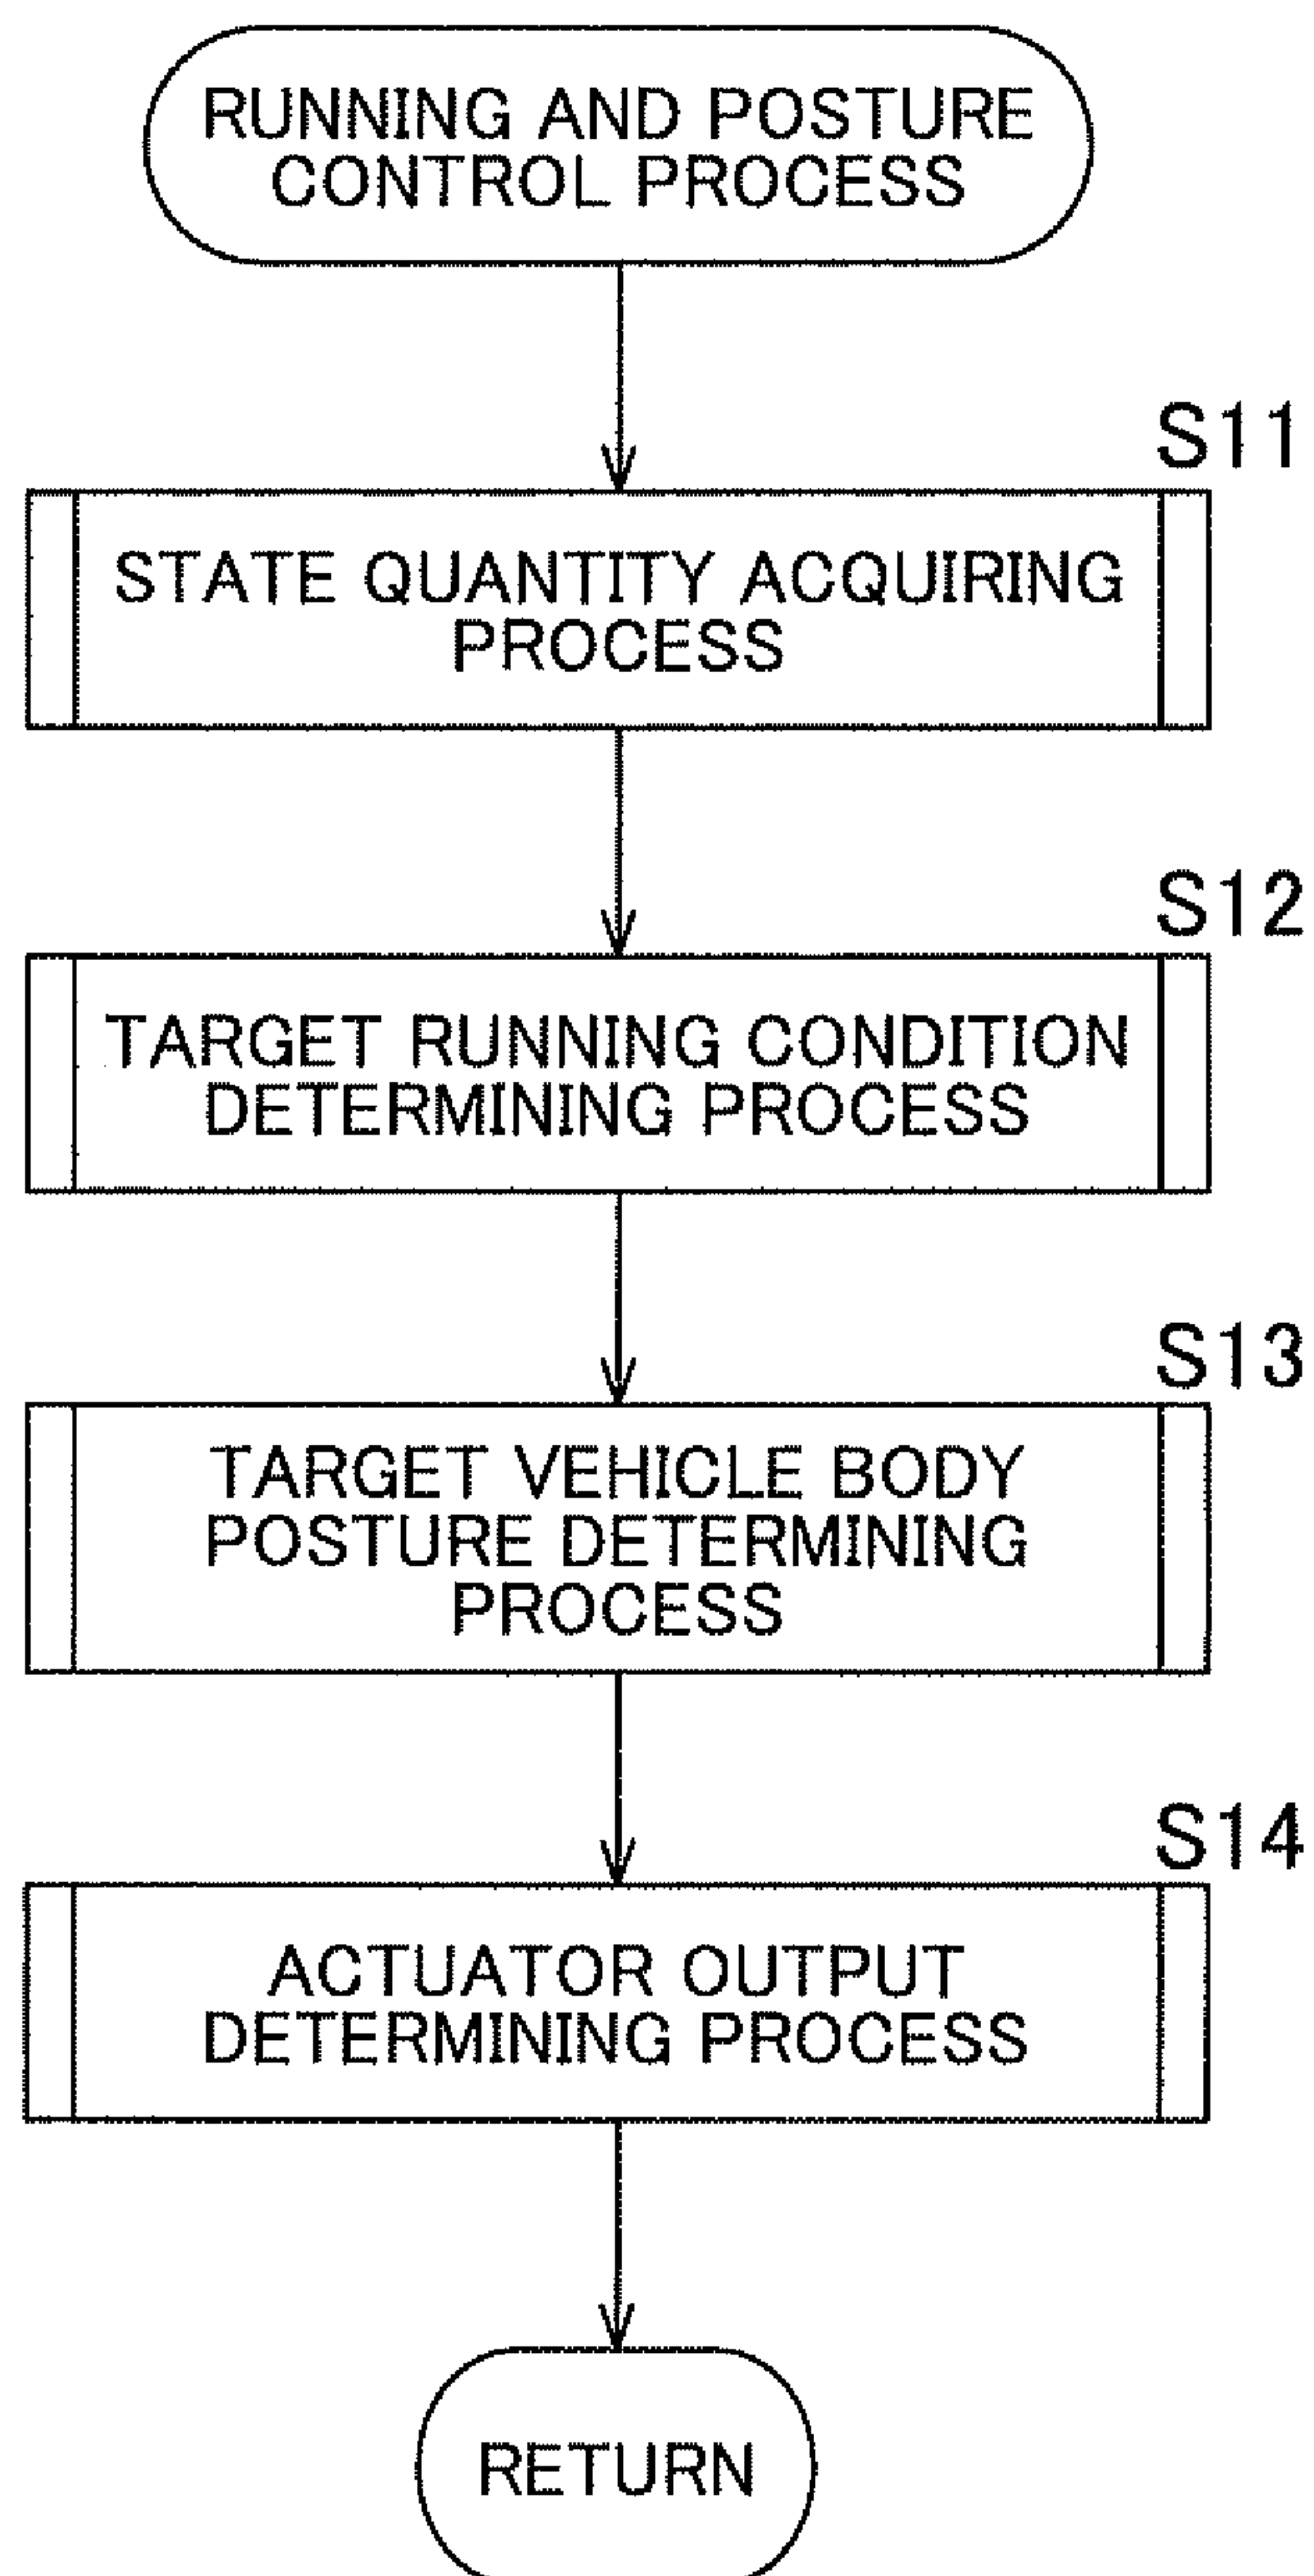 RUNNING AND POSTURE
CONTROL PROCESS
S11
STATE QUANTITY ACQUIRING
PROCESS
S12
TARGET RUNNING CONDITION
DETERMINING PROCESS
S13
TARGET VEHICLE BODY
POSTURE DETERMINING
PROCESS
S14
ACTUATOR OUTPUT
DETERMINING PROCESS
RETURN